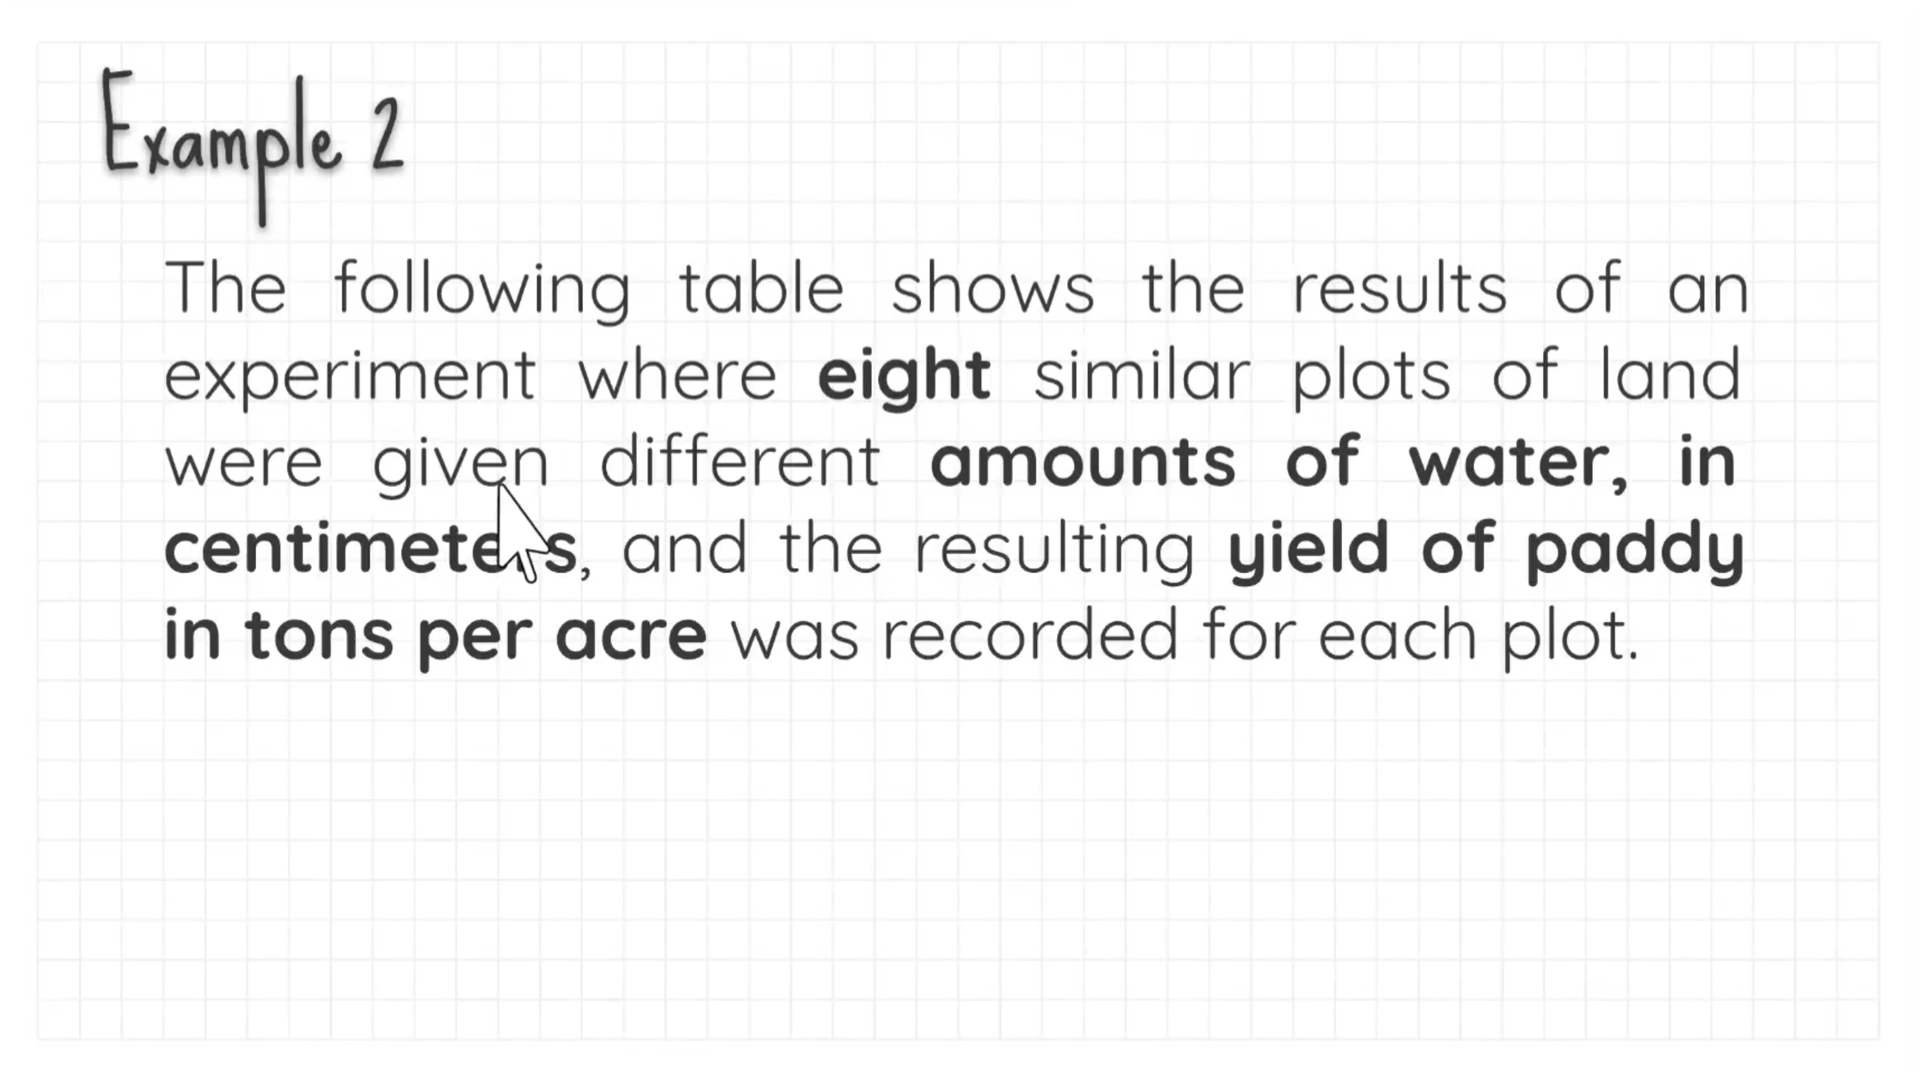 Example 2
The following table shows the results of an
experiment where eight similar plots of land
were given different amounts of water, in
centimeters, and the resulting yield of paddy
in tons per acre was recorded for each plot.